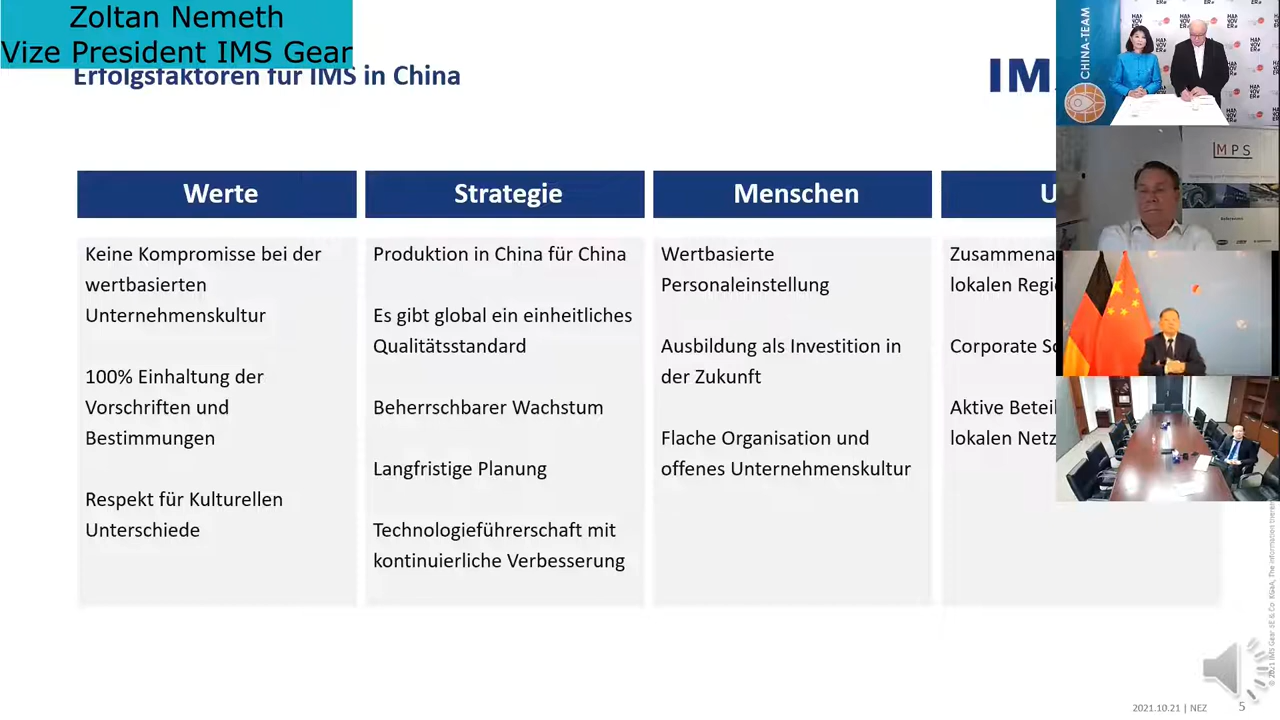 Zoltan Nemeth
Vize President IMS Gear
Erfolgsfaktoren für IMS in China
IM
Werte
Keine Kompromisse bei der
wertbasierten
Unternehmenskultur
100% Einhaltung der
Vorschriften und
Bestimmungen
Respekt für Kulturellen
Unterschiede
Strategie
Produktion in China für China
Es gibt global ein einheitliches
Qualitätsstandard
Beherrschbarer Wachstum
Langfristige Planung
Technologieführerschaft mit
kontinuierliche Verbesserung
Menschen
Wertbasierte
Personaleinstellung
Ausbildung als Investition in
der Zukunft
Flache Organisation und
offenes Unternehmenskultur
U
Zusammena
lokalen Regi
Corporate So
Aktive Beteil
lokalen Netz
CHINA-TEAM
HAN
NOV
ER
MPS
2021.10.21 | NEZ
5